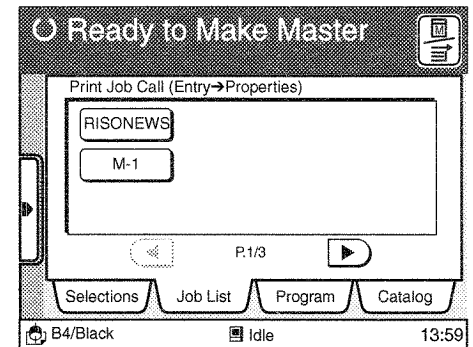 Ready to Make Master
M
Print Job Call (Entry→Properties)
RISONEWS
M-1
P.1/3
Selections Job List Program Catalog
B4/Black Idle 13:59